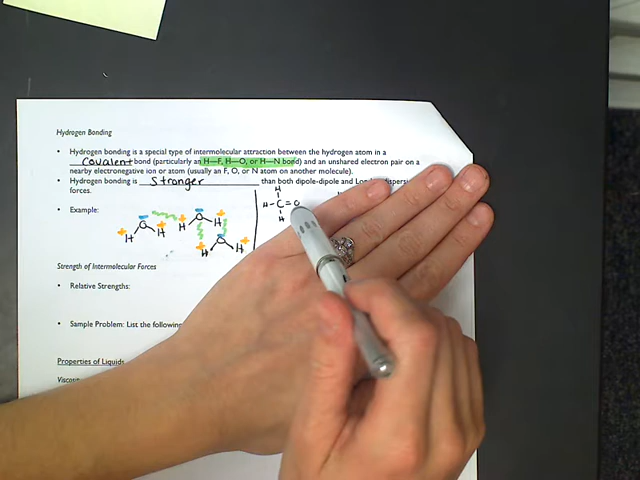 Hydrogen Bonding
• Hydrogen bonding is a special type of intermolecular attraction between the hydrogen atom in a
Covalent bond (particularly an H—F, H—O, or H—N bond) and an unshared electron pair on a
nearby electronegative ion or atom (usually an F, O, or N atom on another molecule).
• Hydrogen bonding is Stronger than both dipole-dipole and
forces.
• Example:
H
H - C = O
H
H O H
H O H
H O H
Strength of Intermolecular Forces
• Relative Strengths:
• Sample Problem: List the following
Properties of Liquids